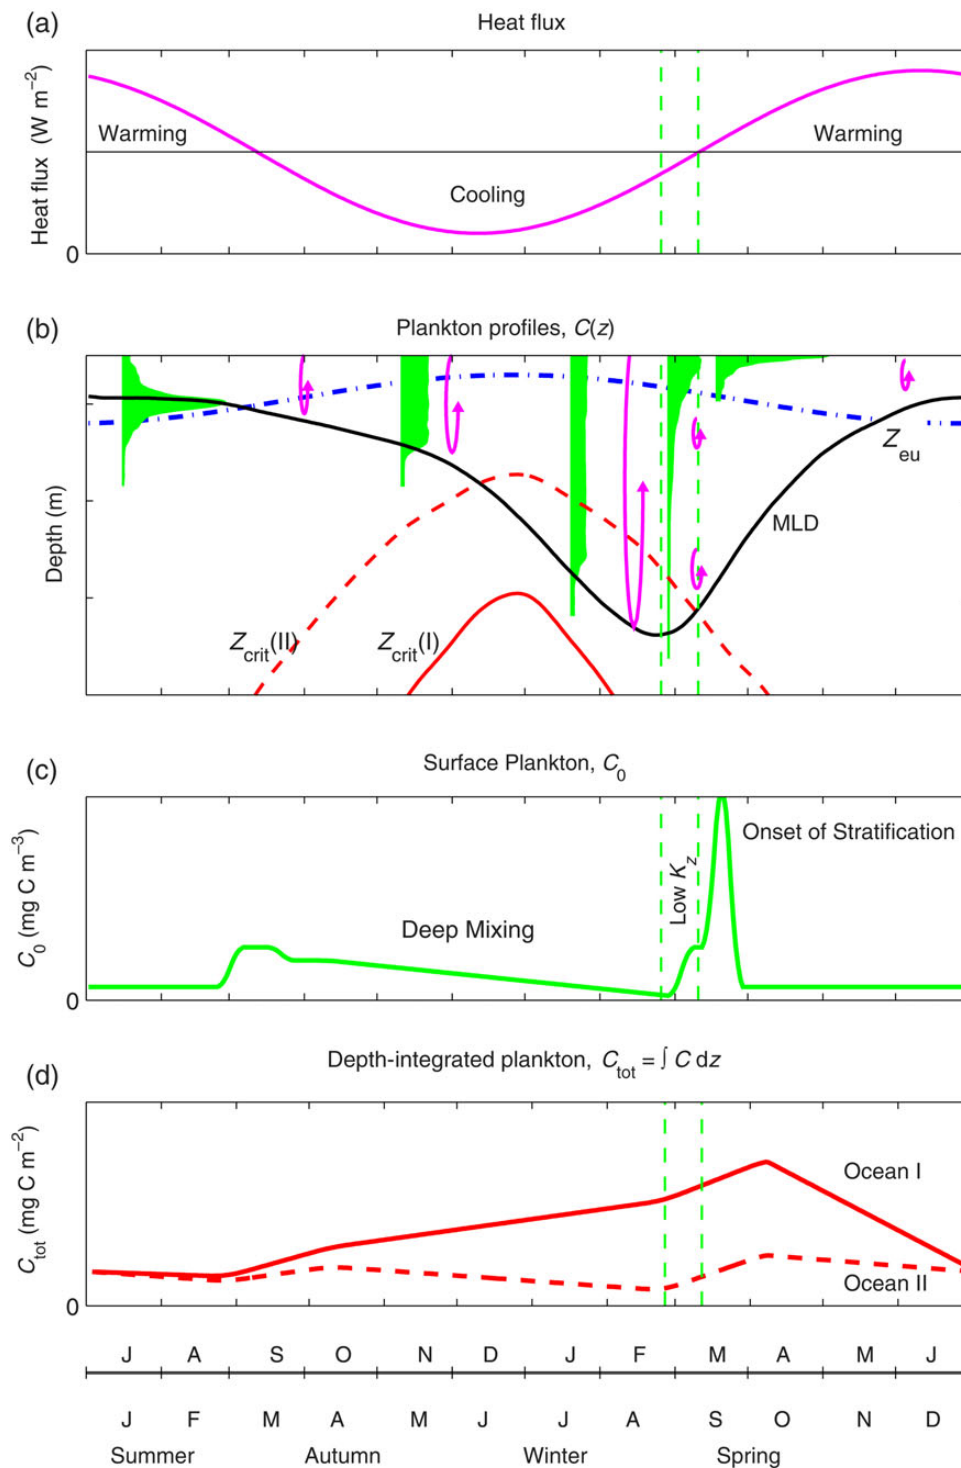 (a)
Heat flux
Heat flux (W m⁻²)
Warming
Warming
Cooling
0
(b)
Plankton profiles, C(z)
Depth (m)
Z_eu
MLD
Z_crit(II)
Z_crit(I)
(c)
Surface Plankton, C₀
C₀ (mg C m⁻³)
Onset of Stratification
Low K_z
Deep Mixing
0
(d)
Depth-integrated plankton, C_tot = ∫ C dz
C_tot (mg C m⁻²)
Ocean I
Ocean II
0
J A S O N D J F M A M J
J F M A M J J A S O N D
Summer Autumn Winter Spring